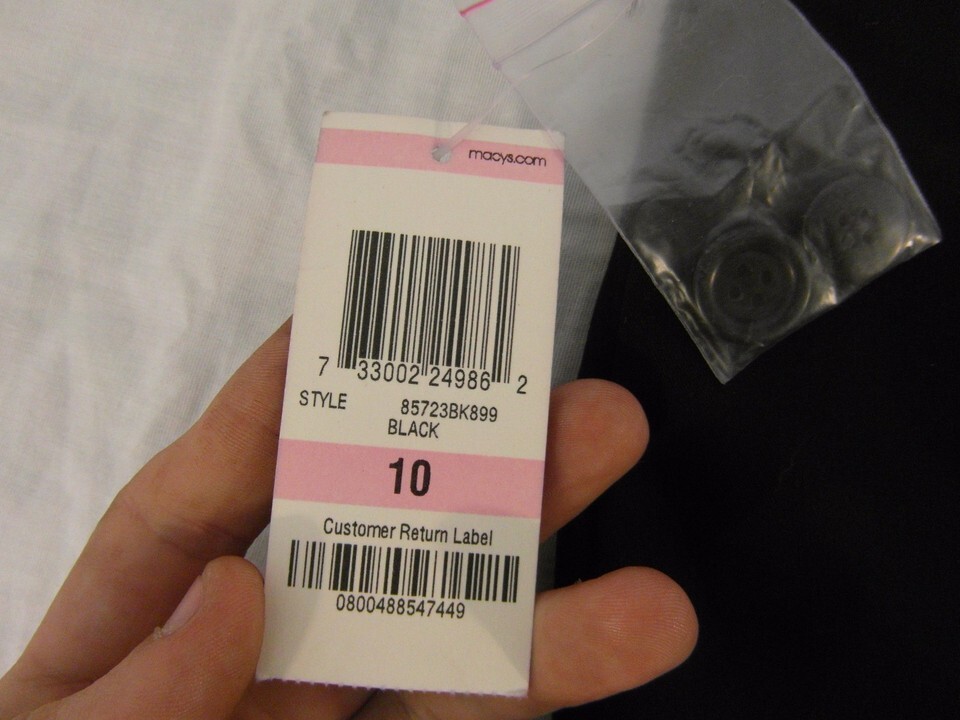 macys.com
7 33002 24986 2
STYLE 85723BK899
BLACK
10
Customer Return Label
0800488547449